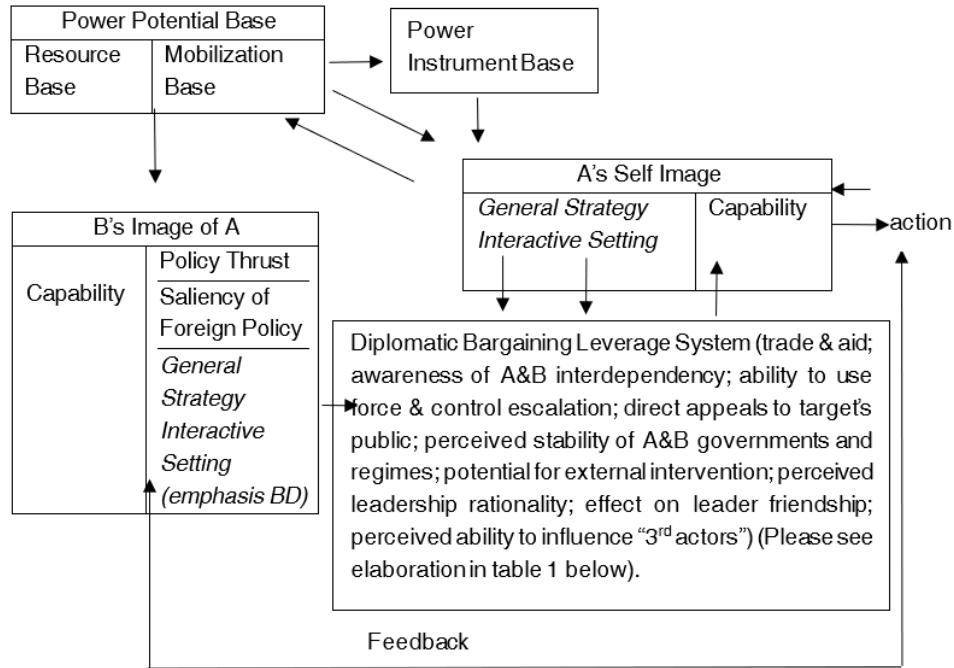 Power Potential Base
Resource
Base
Mobilization
Base
Power
Instrument Base
A's Self Image
General Strategy
Interactive Setting
Capability
action
B's Image of A
Capability
Policy Thrust
Saliency of
Foreign Policy
General
Strategy
Interactive
Setting
(emphasis BD)
Diplomatic Bargaining Leverage System (trade & aid;
awareness of A&B interdependency; ability to use
force & control escalation; direct appeals to target's
public; perceived stability of A&B governments and
regimes; potential for external intervention; perceived
leadership rationality; effect on leader friendship;
perceived ability to influence “3rd actors”) (Please see
elaboration in table 1 below).
Feedback